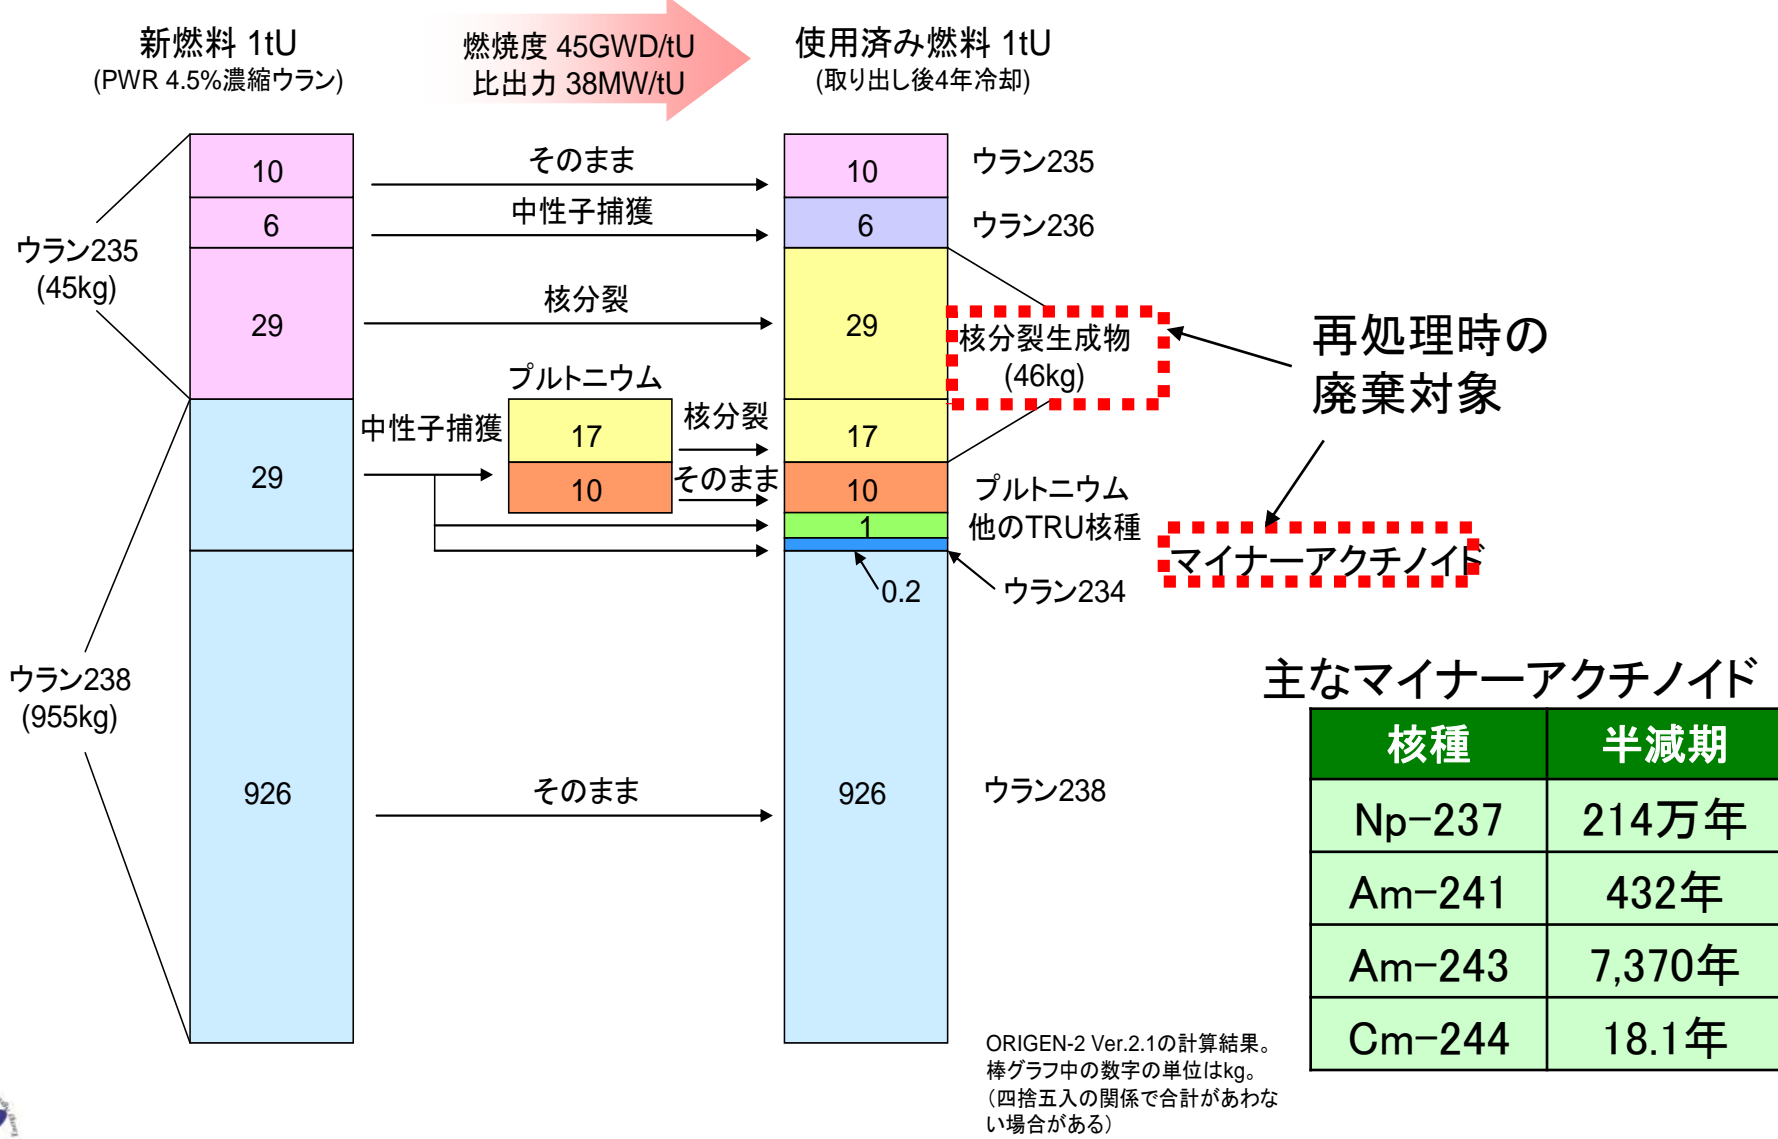 新燃料 1tU
(PWR 4.5%濃縮ウラン)
燃焼度 45GWD/tU
比出力 38MW/tU
使用済み燃料 1tU
(取り出し後4年冷却)
10
6
29
29
926
ウラン235
(45kg)
ウラン238
(955kg)
そのまま
中性子捕獲
核分裂
プルトニウム
中性子捕獲
17
10
核分裂
そのまま
そのまま
10
6
29
17
10
1
0.2
926
ウラン235
ウラン236
核分裂生成物
(46kg)
プルトニウム
他のTRU核種
ウラン234
ウラン238
再処理時の
廃棄対象
マイナーアクチノイド
主なマイナーアクチノイド
核種 半減期
Np-237 214万年
Am-241 432年
Am-243 7,370年
Cm-244 18.1年
ORIGEN-2 Ver.2.1の計算結果。
棒グラフ中の数字の単位はkg。
(四捨五入の関係で合計があわな
い場合がある)